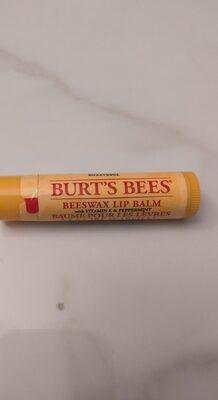 BURT'S BEES®
BEESWAX LIP BALM
with VITAMIN E & PEPPERMINT
BAUME POUR LES LÈVRES